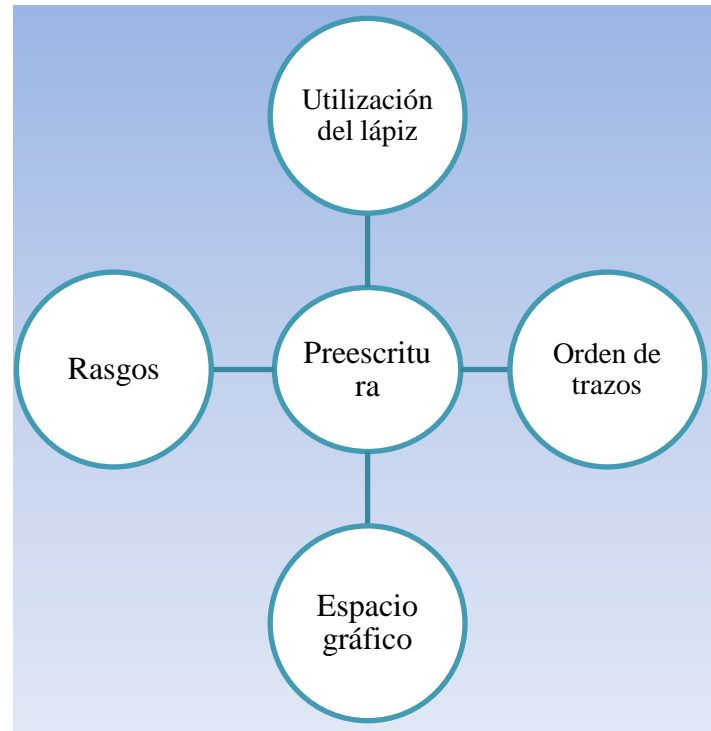 Utilización
del lápiz
Rasgos
Preescritu
ra
Orden de
trazos
Espacio
gráfico